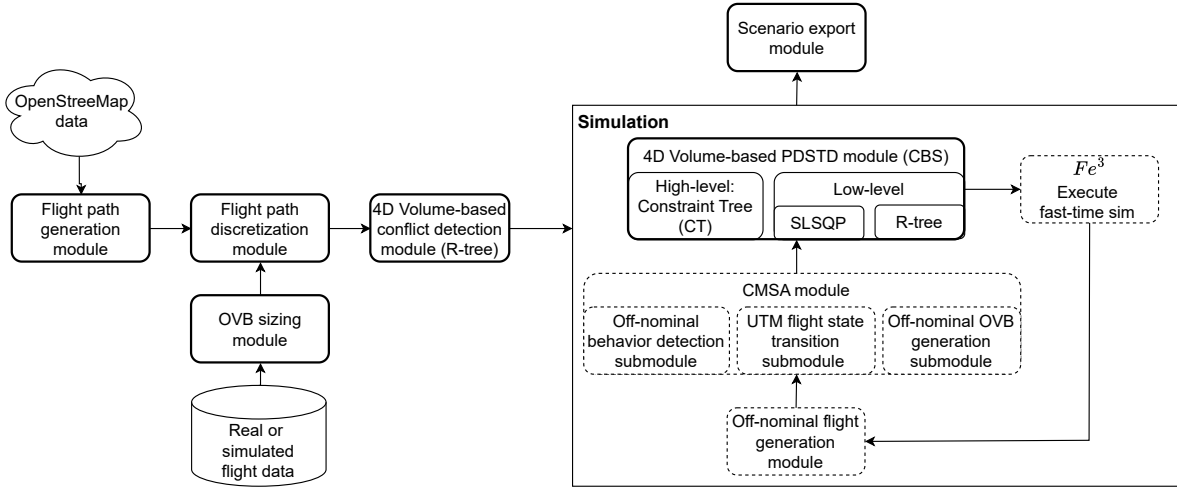 Scenario export
module
OpenStreeMap
data
Simulation
4D Volume-based PDSTD module (CBS)
High-level:
Constraint Tree
(CT)
Low-level
SLSQP
R-tree
Fe³
Execute
fast-time sim
Flight path
generation
module
Flight path
discretization
module
4D Volume-based
conflict detection
module (R-tree)
OVB sizing
module
Real or
simulated
flight data
CMSA module
Off-nominal
behavior detection
submodule
UTM flight state
transition
submodule
Off-nominal OVB
generation
submodule
Off-nominal flight
generation
module